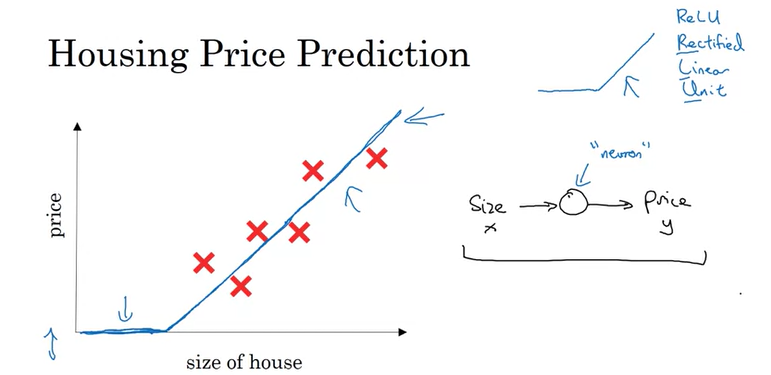 Housing Price Prediction
ReLU
Rectified
Linear
Unit
price
size of house
"neuron"
Size
x
Price
y